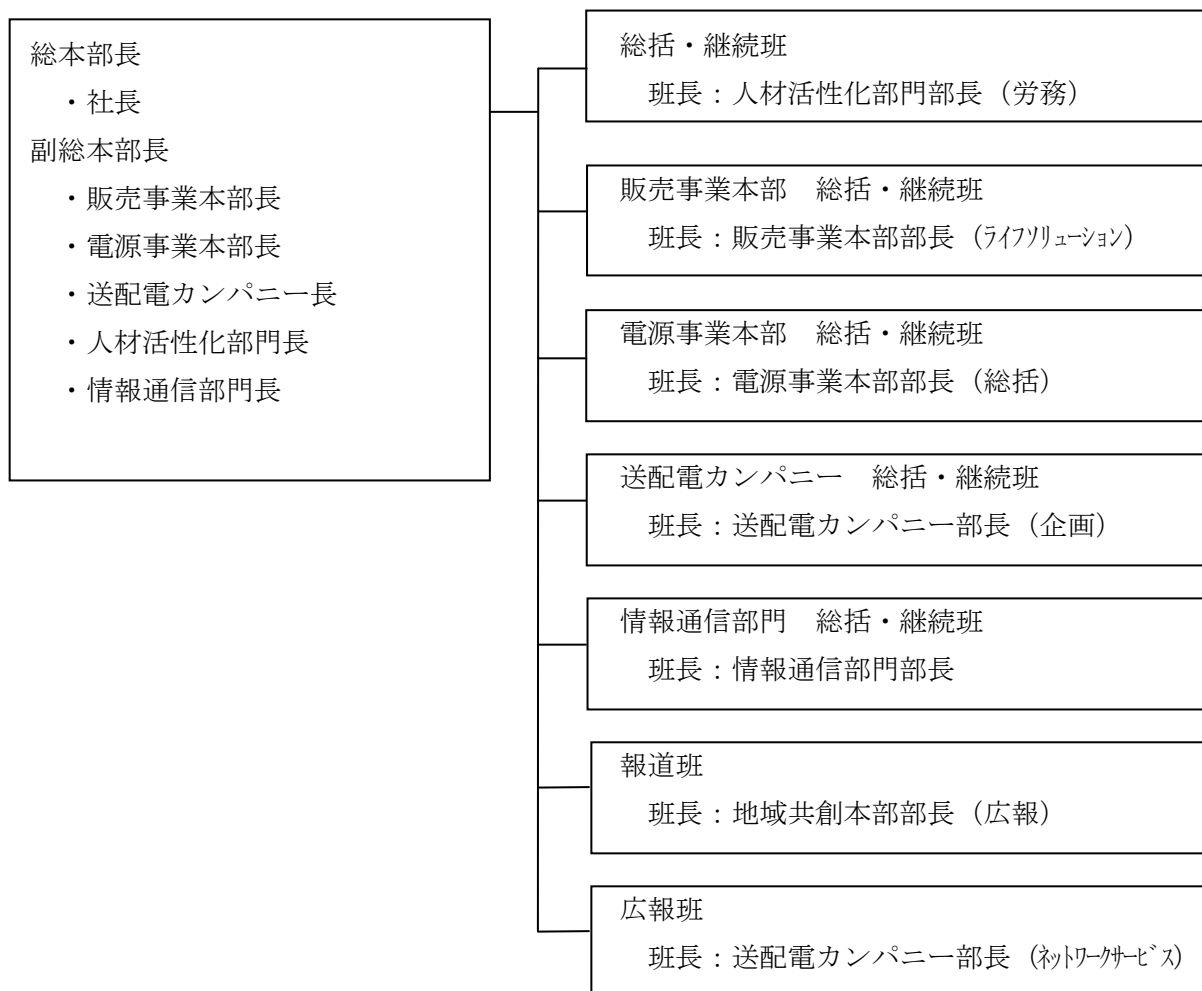 総本部長
・社長
副総本部長
・販売事業本部長
・電源事業本部長
・送配電カンパニー長
・人材活性化部門長
・情報通信部門長
総括・継続班
班長：人材活性化部門部長（労務）
販売事業本部　総括・継続班
班長：販売事業本部部長（ﾗｲﾌｿﾘｭｰｼｮﾝ）
電源事業本部　総括・継続班
班長：電源事業本部部長（総括）
送配電カンパニー　総括・継続班
班長：送配電カンパニー部長（企画）
情報通信部門　総括・継続班
班長：情報通信部門部長
報道班
班長：地域共創本部部長（広報）
広報班
班長：送配電カンパニー部長（ﾈｯﾄﾜｰｸｻｰﾋﾞｽ）